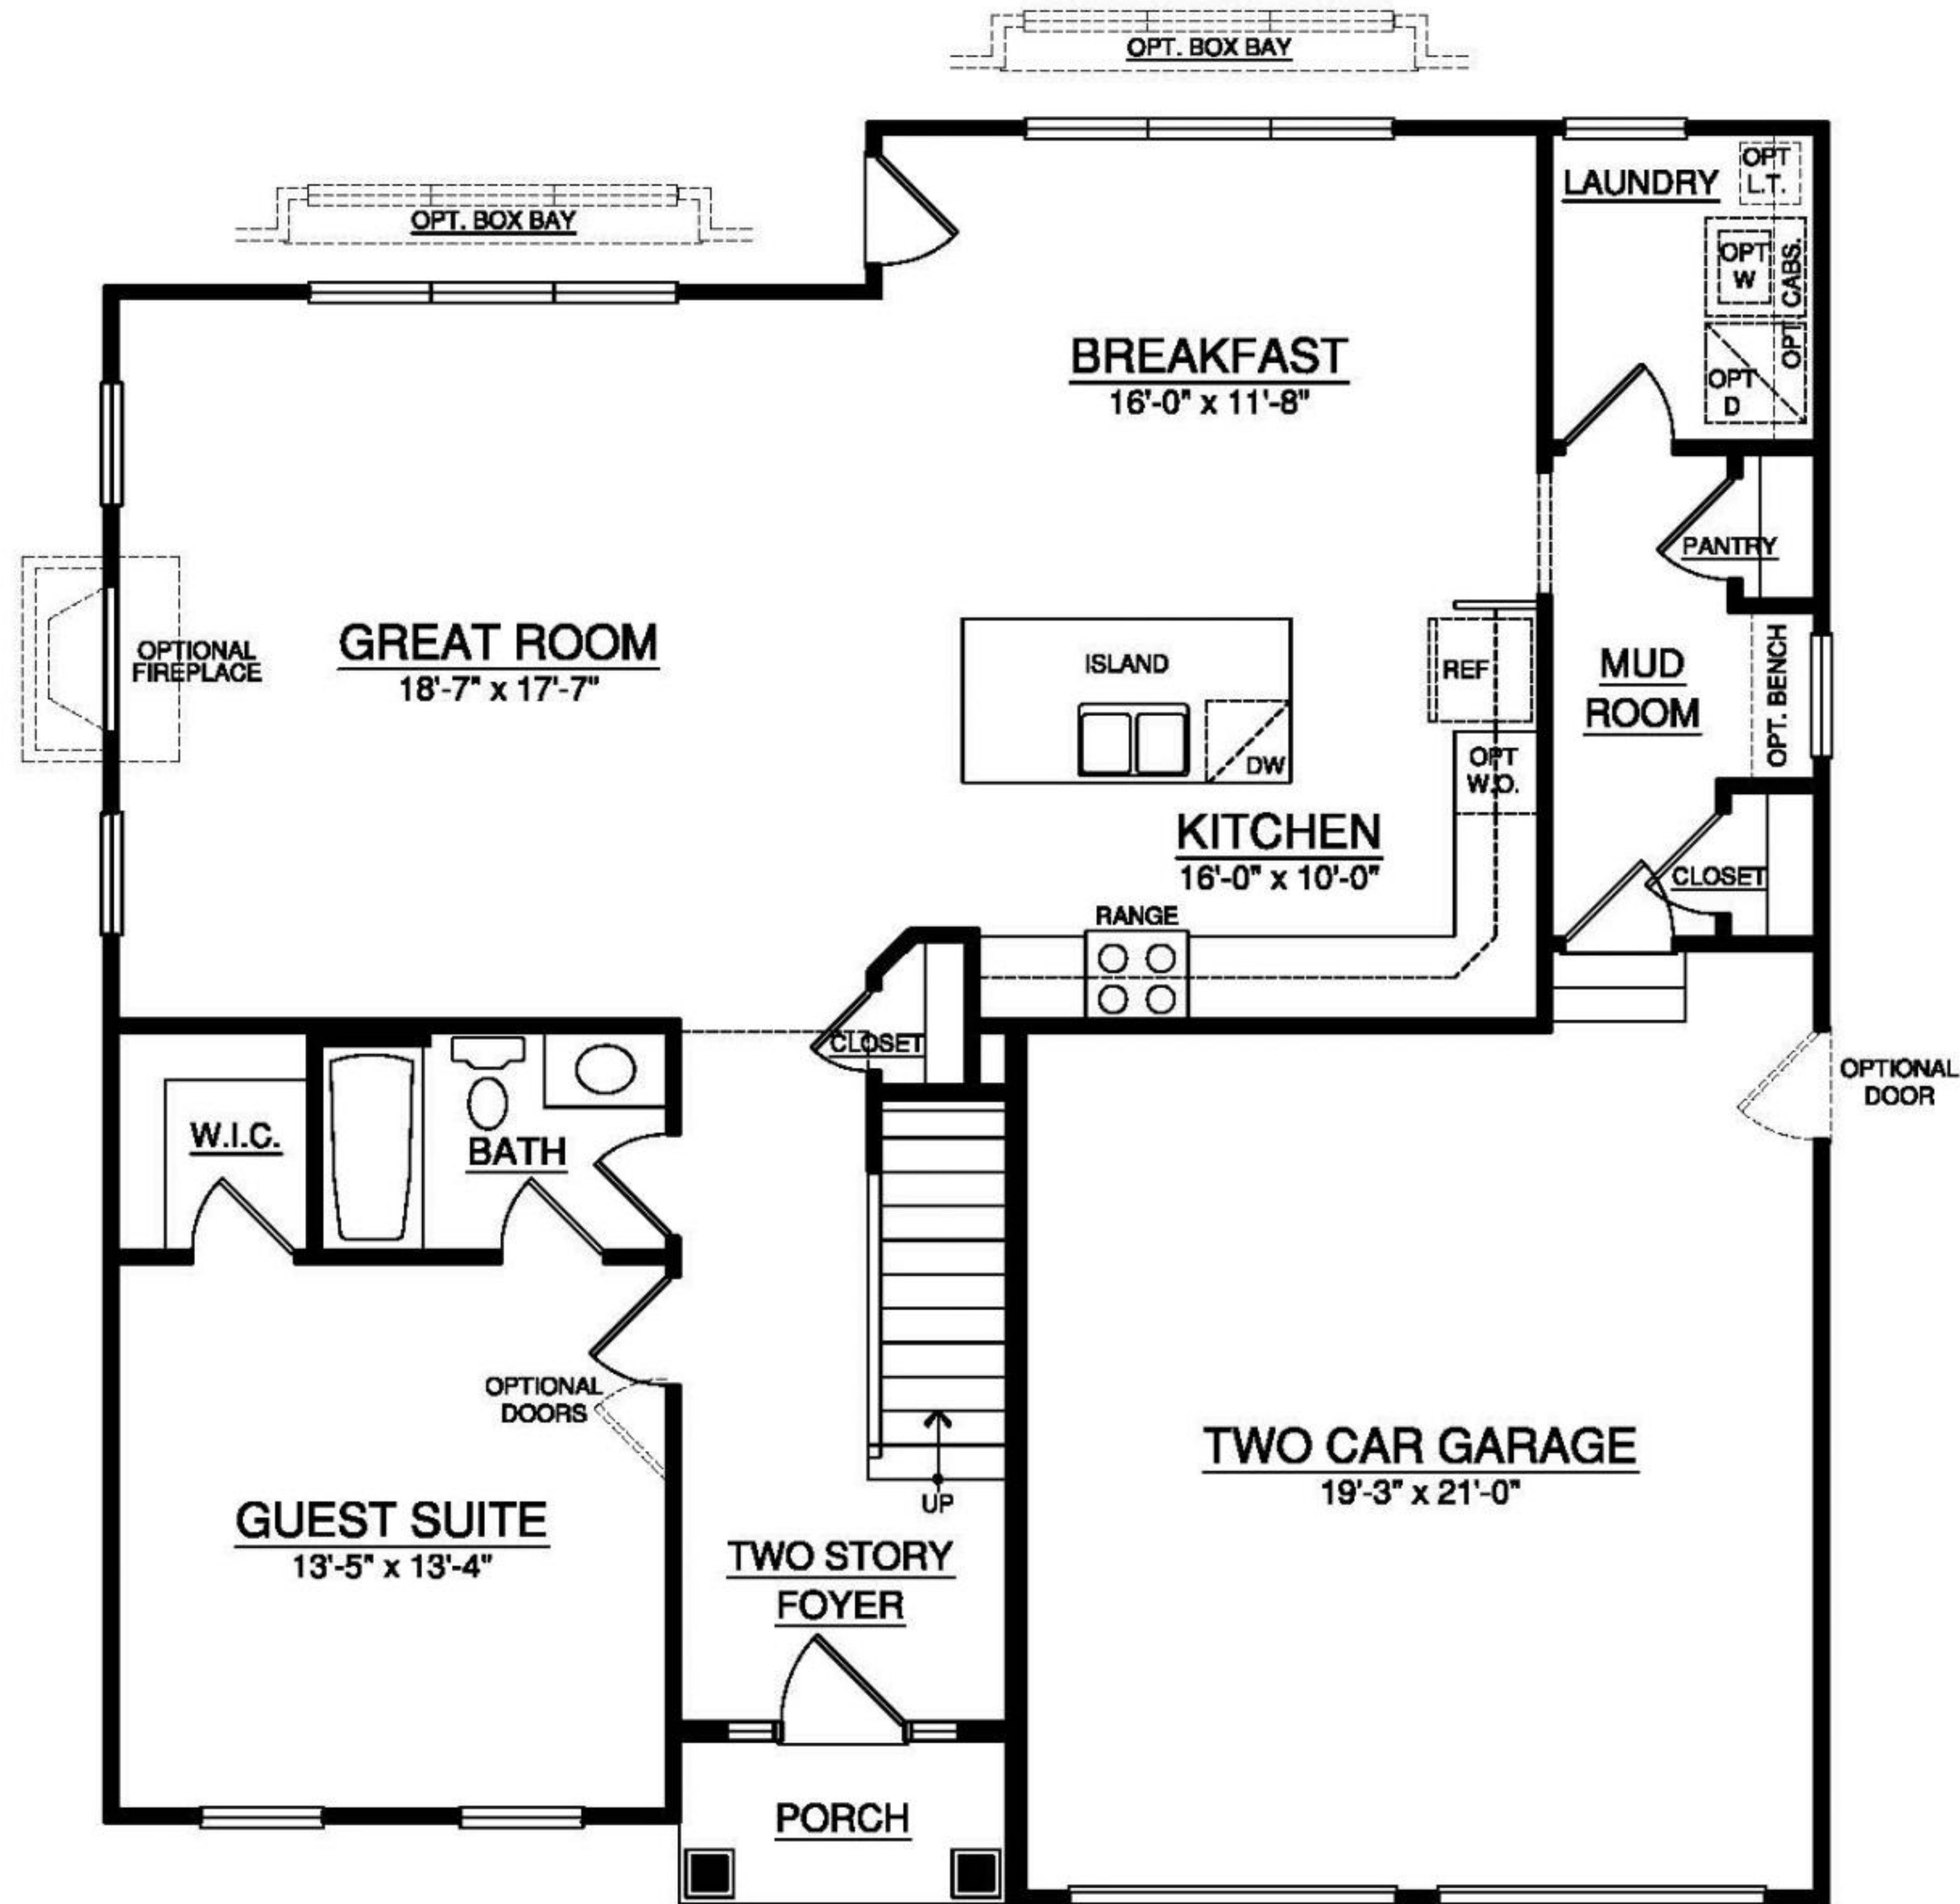 OPT. BOX BAY
OPT. BOX BAY
LAUNDRY
OPT
L.T.
OPT
W
OPT. CABS.
OPT
D
BREAKFAST
16'-0" x 11'-8"
PANTRY
OPTIONAL
FIREPLACE
GREAT ROOM
18'-7" x 17'-7"
ISLAND
DW
REF
OPT
W.O.
MUD
ROOM
OPT. BENCH
KITCHEN
16'-0" x 10'-0"
RANGE
CLOSET
CLOSET
OPTIONAL
DOOR
W.I.C.
BATH
OPTIONAL
DOORS
GUEST SUITE
13'-5" x 13'-4"
UP
TWO STORY
FOYER
TWO CAR GARAGE
19'-3" x 21'-0"
PORCH